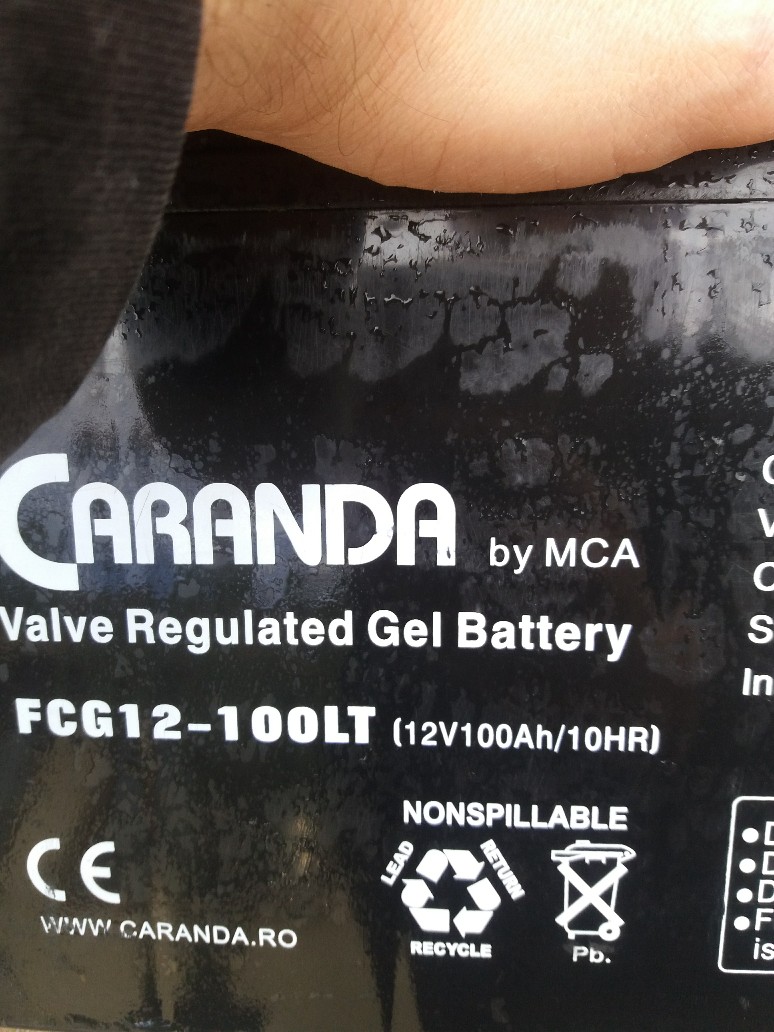 CARANDA by MCA
Valve Regulated Gel Battery
FCG12-100LT (12V100Ah/10HR)
NONSPILLABLE
LEAD
RETURN
RECYCLE
Pb.
CE
WWW.CARANDA.RO